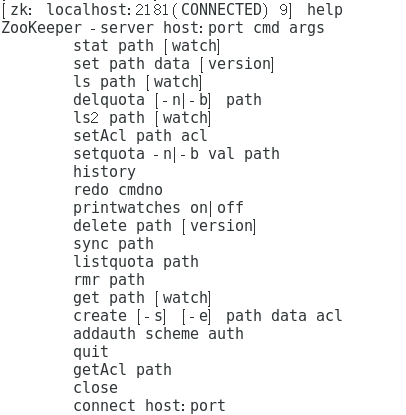 [zk: localhost:2181(CONNECTED) 9] help
ZooKeeper -server host:port cmd args
stat path [watch]
set path data [version]
ls path [watch]
delquota [-n|-b] path
ls2 path [watch]
setAcl path acl
setquota -n|-b val path
history
redo cmdno
printwatches on|off
delete path [version]
sync path
listquota path
rmr path
get path [watch]
create [-s] [-e] path data acl
addauth scheme auth
quit
getAcl path
close
connect host:port